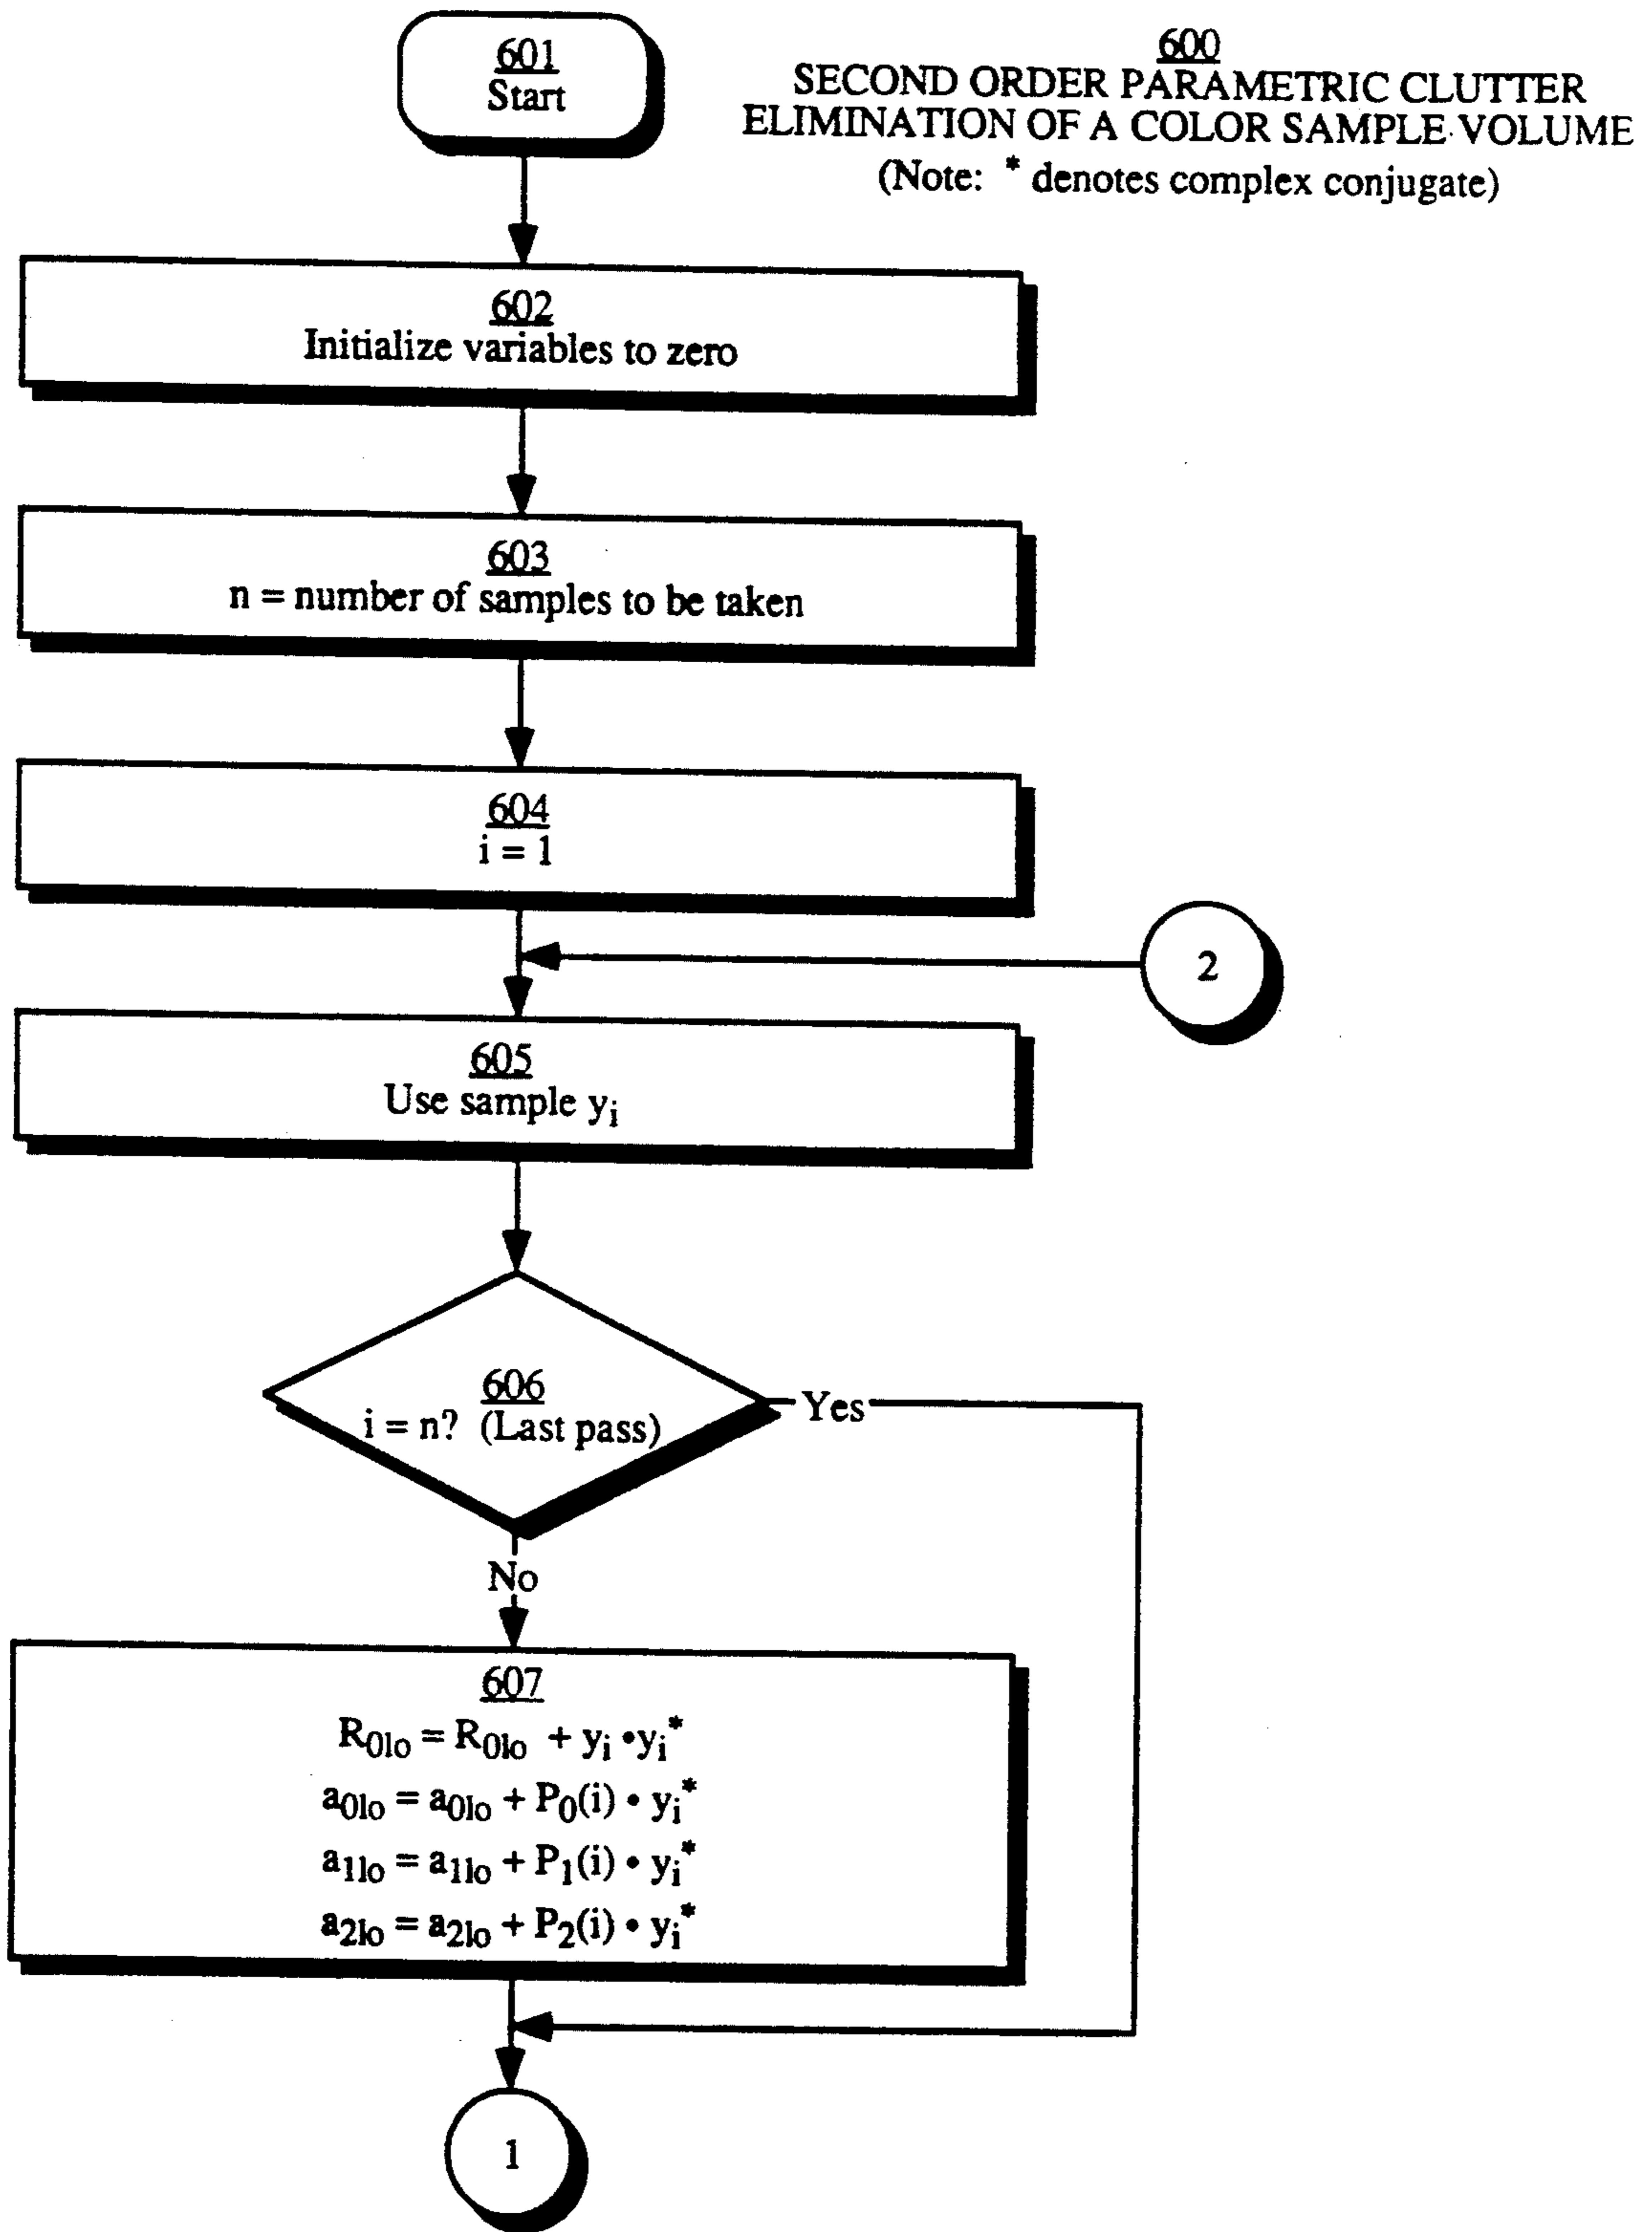 601
Start
600
SECOND ORDER PARAMETRIC CLUTTER
ELIMINATION OF A COLOR SAMPLE VOLUME
(Note: * denotes complex conjugate)
602
Initialize variables to zero
603
n = number of samples to be taken
604
i = 1
2
605
Use sample yᵢ
606
i = n? (Last pass)
Yes
No
607
R₀ₗₒ = R₀ₗₒ + yᵢ •yᵢ*
a₀ₗₒ = a₀ₗₒ + P₀(i) • yᵢ*
a₁ₗₒ = a₁ₗₒ + P₁(i) • yᵢ*
a₂ₗₒ = a₂ₗₒ + P₂(i) • yᵢ*
1